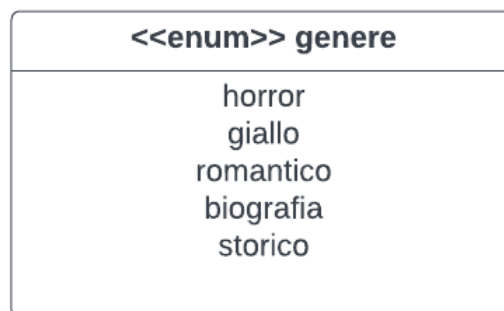 <<enum>> genere
horror
giallo
romantico
biografia
storico